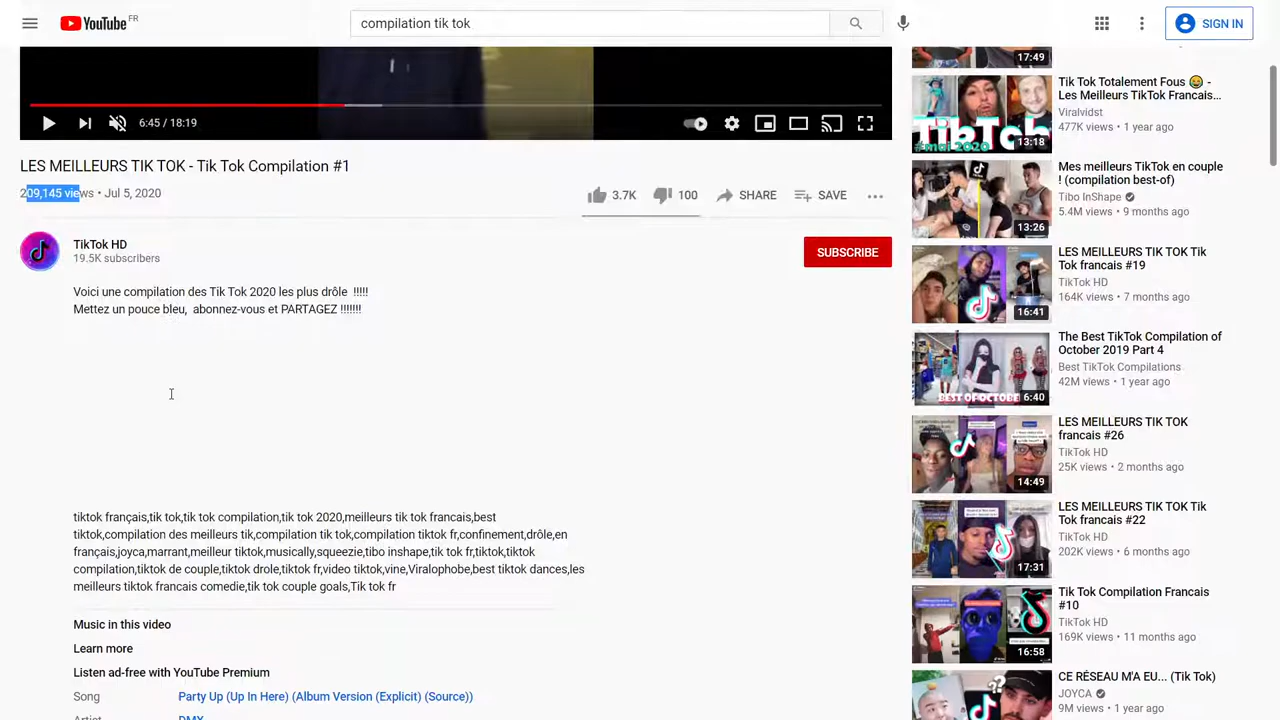 YouTube FR
compilation tik tok
SIGN IN
6:45 / 18:19
LES MEILLEURS TIK TOK - Tik Tok Compilation #1
209,145 views • Jul 5, 2020
3.7K
100
SHARE
SAVE
TikTok HD
19.5K subscribers
SUBSCRIBE
Voici une compilation des Tik Tok 2020 les plus drôle !!!!!
Mettez un pouce bleu, abonnez-vous et PARTAGEZ !!!!!!!
tiktok français,tik tok,tik tok compilation français,les meilleurs tik tok francais,best
tiktok,compilation des meilleurs tik tok,drole de tik tok,compilation tiktok fr,confinement,drôle,en
français,joyca,marrant,meilleur tiktok,musically,squeezie,tibo inshape,tik tok fr,tiktok,tiktok
compilation,tiktok de couple,tiktok drole,tiktok fr,video tiktok,vine,Viralophobe,best tiktok dances,les
meilleurs tiktok francais couple,tik tok couple français,Tik tok fr
Music in this video
Learn more
Listen ad-free with YouTube Premium
Song
Party Up (Up In Here) (Album Version (Explicit) (Source))
Artist
DMX
17:49
TikTok
#mai 2020
13:18
Tik Tok Totalement Fous 😆 -
Les Meilleurs TikTok Francais...
Viralvidst
477K views • 1 year ago
13:26
Mes meilleurs TikTok en couple
! (compilation best-of)
Tibo InShape
5.4M views • 9 months ago
16:41
LES MEILLEURS TIK TOK Tik
Tok francais #19
TikTok HD
164K views • 7 months ago
BEST OF OCTOBE
6:40
The Best TikTok Compilation of
October 2019 Part 4
Best TikTok Compilations
42M views • 1 year ago
14:49
LES MEILLEURS TIK TOK
francais #26
TikTok HD
25K views • 2 months ago
17:31
LES MEILLEURS TIK TOK Tik
Tok francais #22
TikTok HD
202K views • 6 months ago
16:58
Tik Tok Compilation Francais
#10
TikTok HD
169K views • 11 months ago
??
CE RÉSEAU M'A EU... (Tik Tok)
JOYCA
9M views • 1 year ago